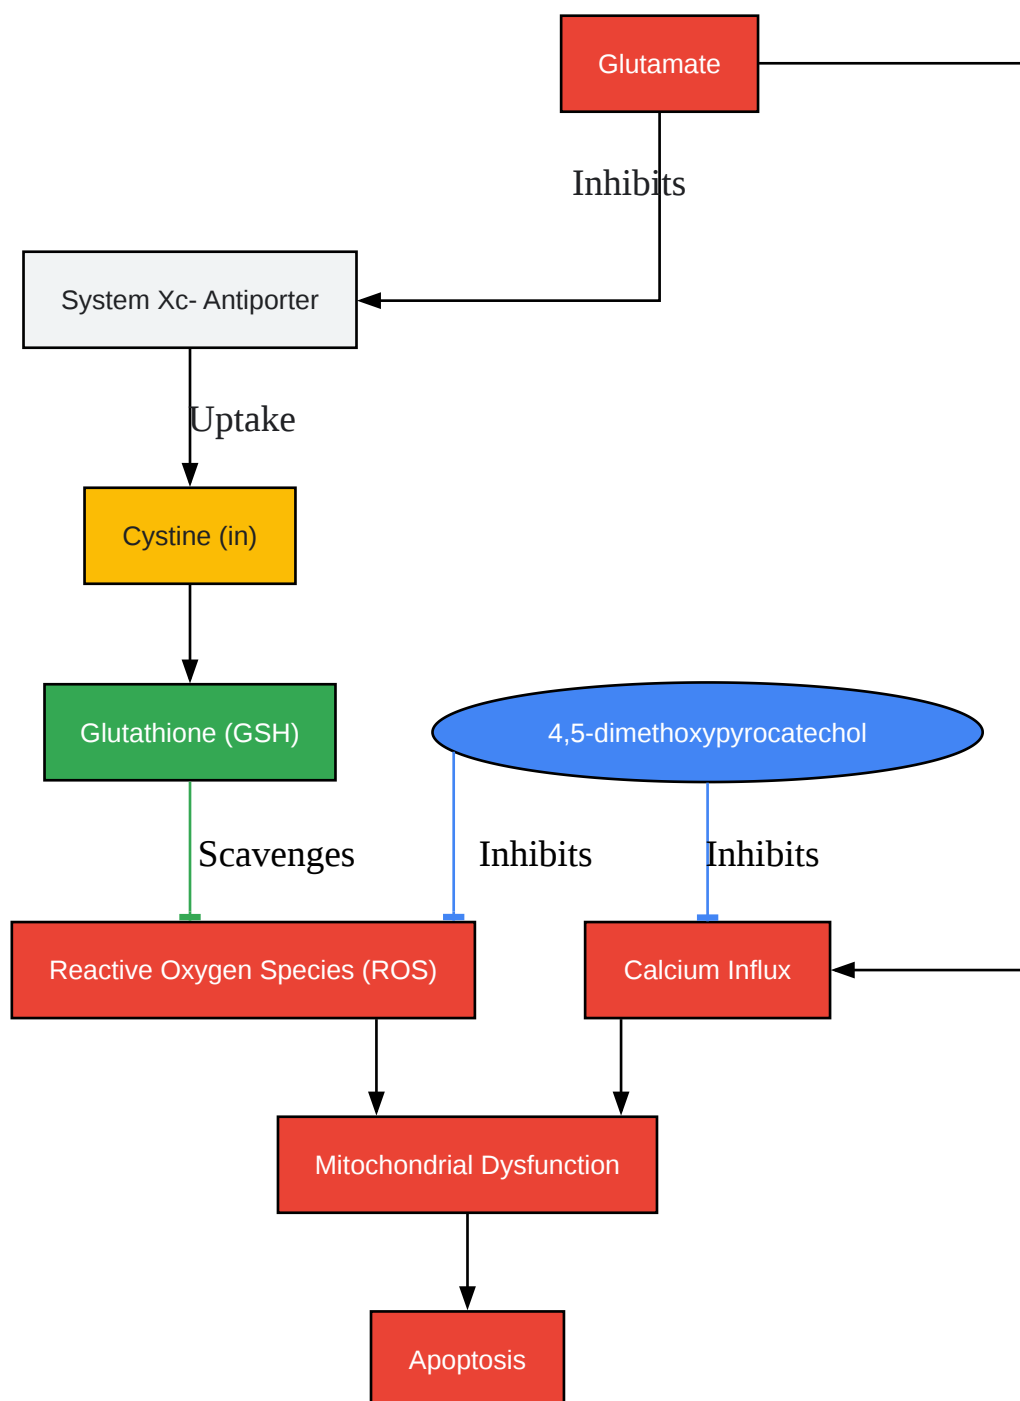 Glutamate
Inhibits
System Xc- Antiporter
Uptake
Cystine (in)
Glutathione (GSH)
4,5-dimethoxypyrocatechol
Scavenges
Inhibits
Inhibits
Reactive Oxygen Species (ROS)
Calcium Influx
Mitochondrial Dysfunction
Apoptosis